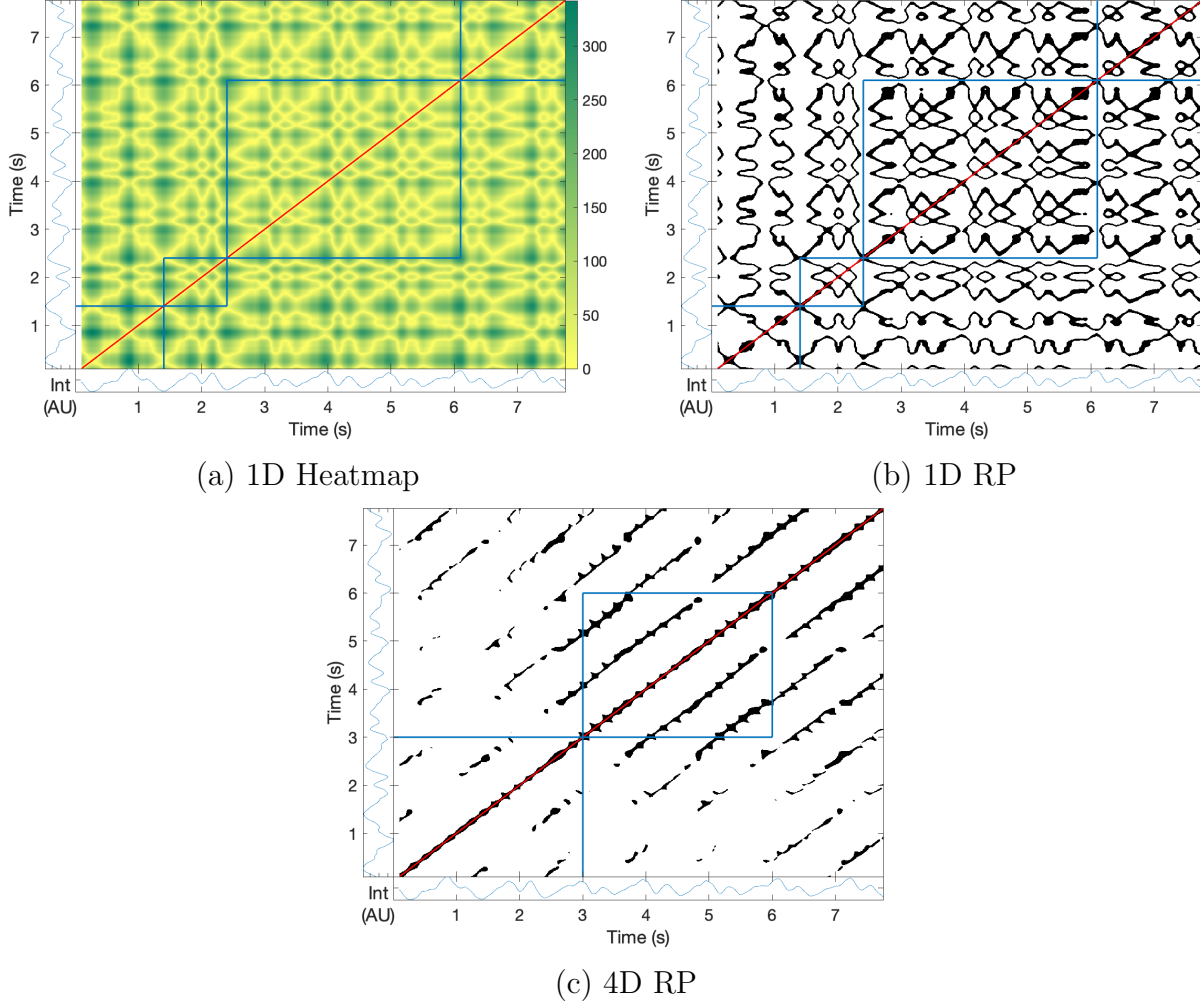 7
6
5
4
3
2
1
Time (s)
300
250
200
150
100
50
0
Int
(AU)
1 2 3 4 5 6 7
Time (s)
(a) 1D Heatmap
7
6
5
4
3
2
1
Time (s)
Int
(AU)
1 2 3 4 5 6 7
Time (s)
(b) 1D RP
7
6
5
4
3
2
1
Time (s)
Int
(AU)
1 2 3 4 5 6 7
Time (s)
(c) 4D RP